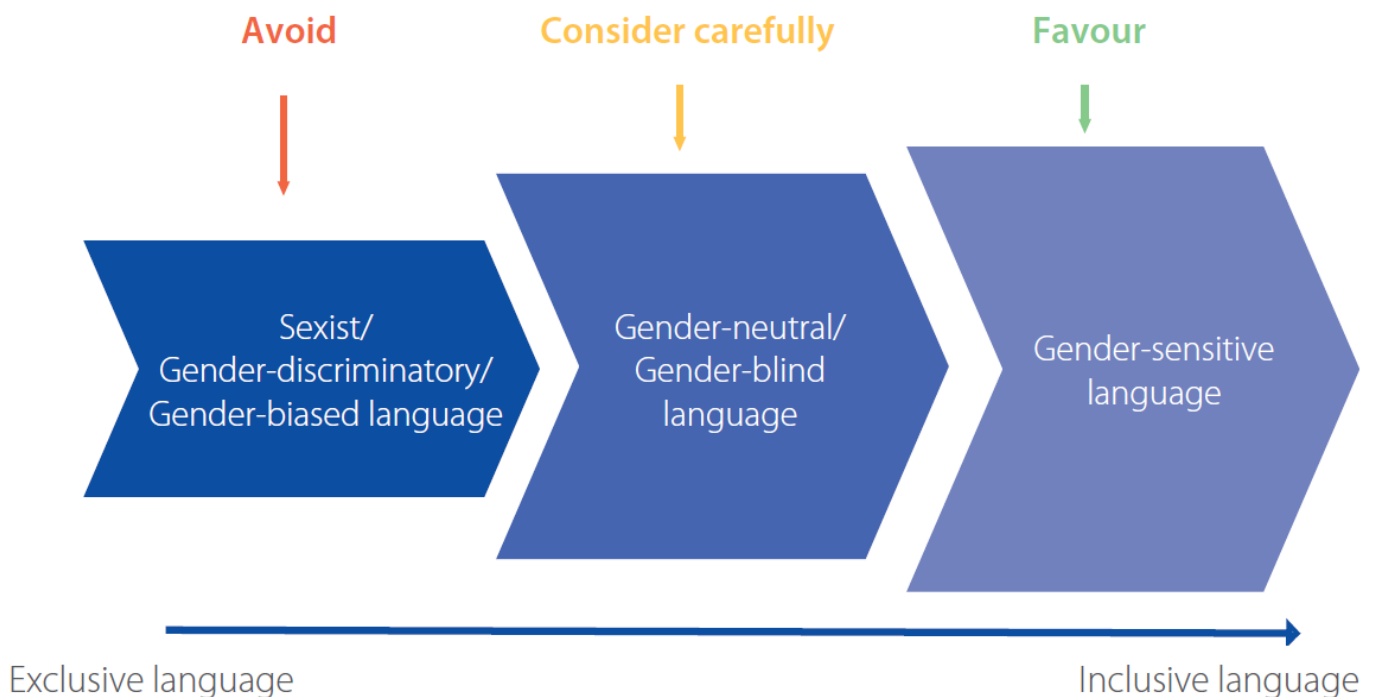 Avoid
Consider carefully
Favour
Sexist/
Gender-discriminatory/
Gender-biased language
Gender-neutral/
Gender-blind
language
Gender-sensitive
language
Exclusive language
Inclusive language